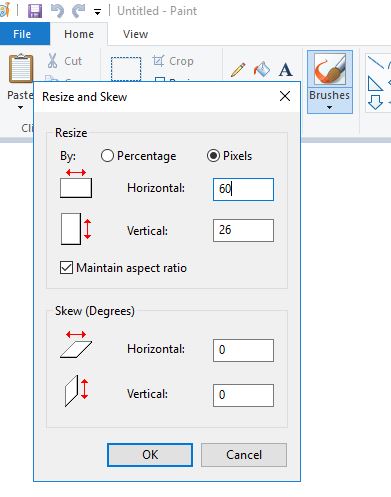 Untitled - Paint
File Home View
Cut
Crop
Paste
Brushes
Resize and Skew
Resize
By: Percentage Pixels
Horizontal: 60
Vertical: 26
Maintain aspect ratio
Skew (Degrees)
Horizontal: 0
Vertical: 0
OK Cancel